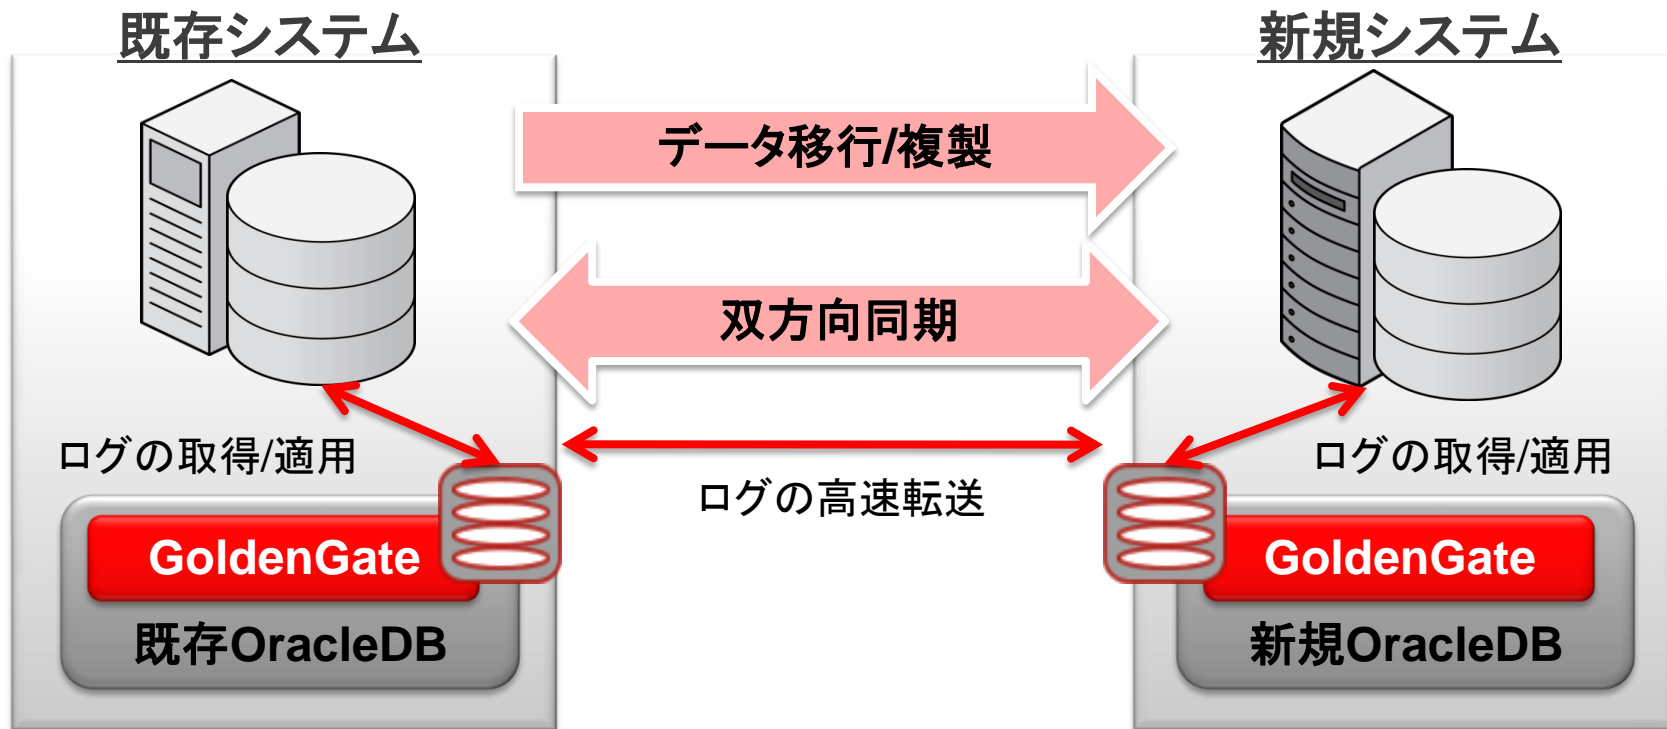 既存システム
新規システム
データ移行/複製
双方向同期
ログの取得/適用
ログの高速転送
ログの取得/適用
GoldenGate
既存OracleDB
GoldenGate
新規OracleDB